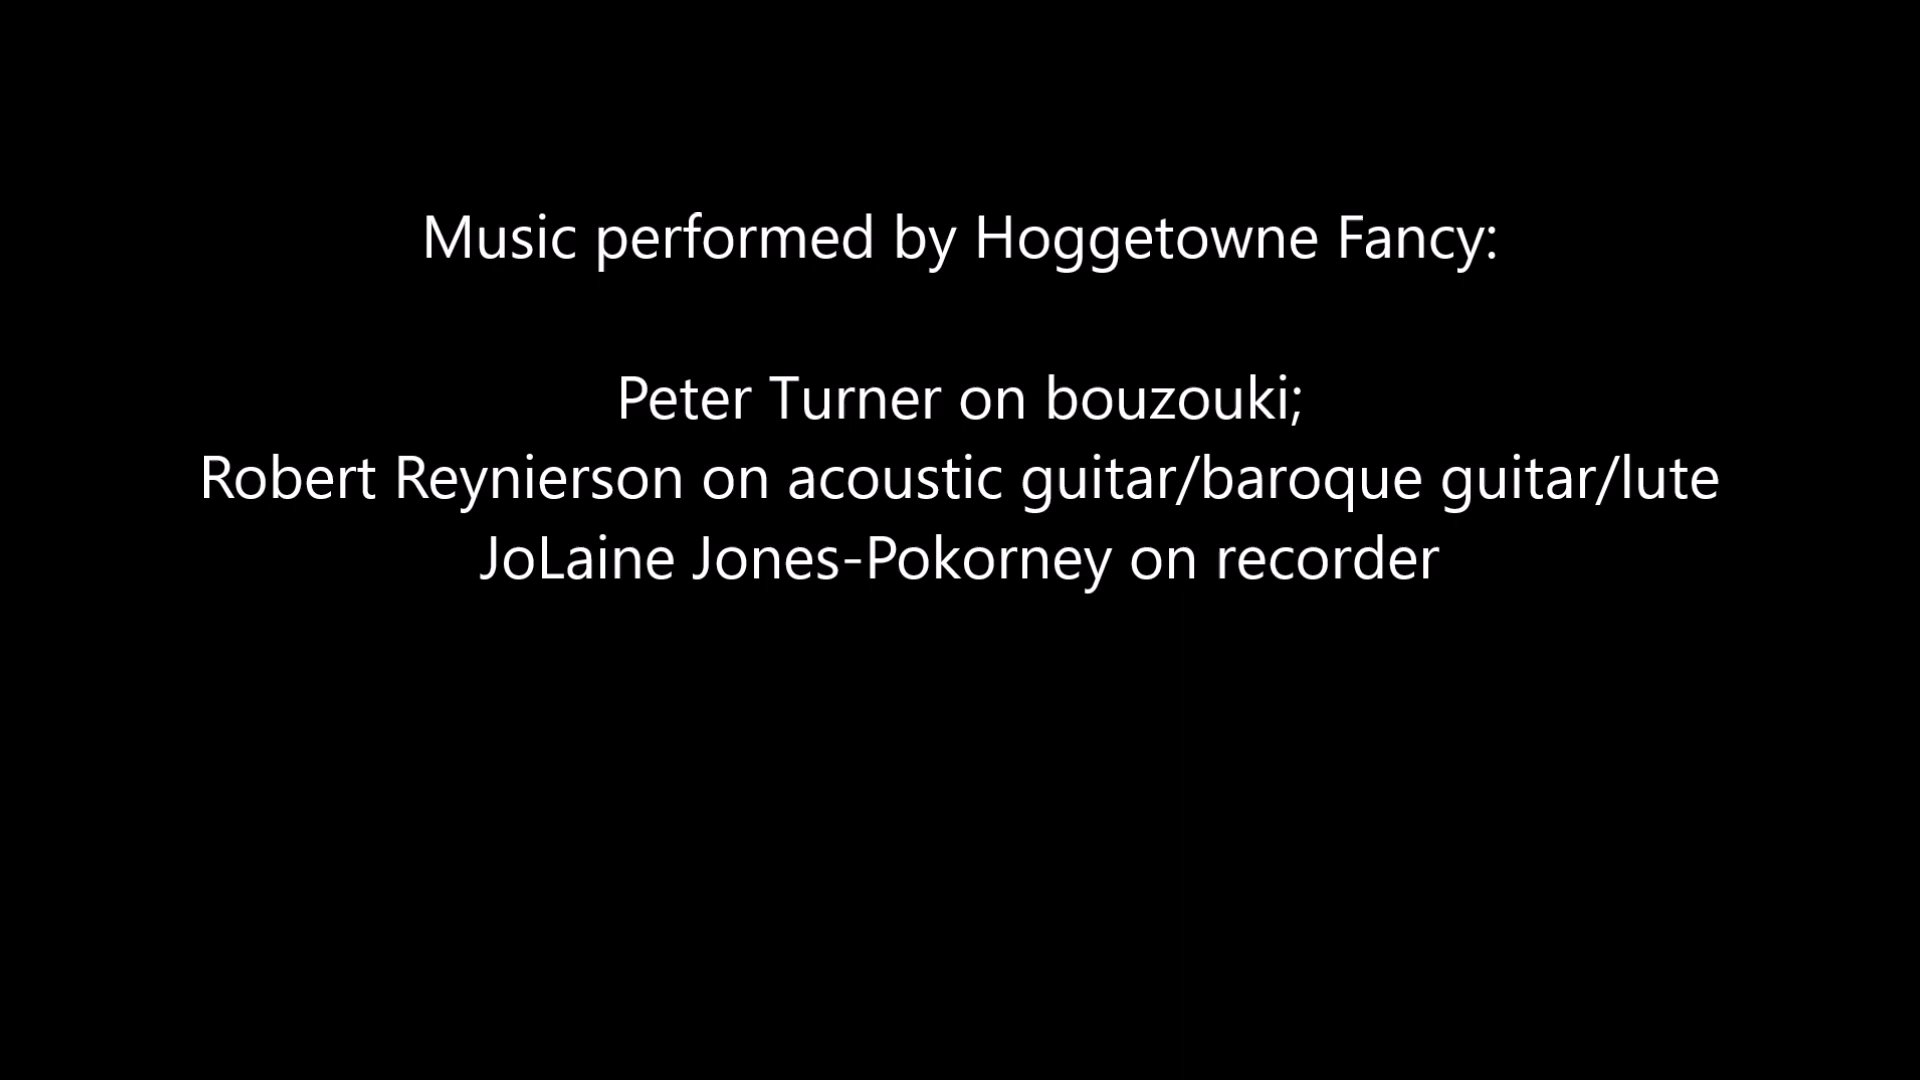 Music performed by Hoggetowne Fancy:
Peter Turner on bouzouki;
Robert Reynierson on acoustic guitar/baroque guitar/lute
JoLaine Jones-Pokorney on recorder